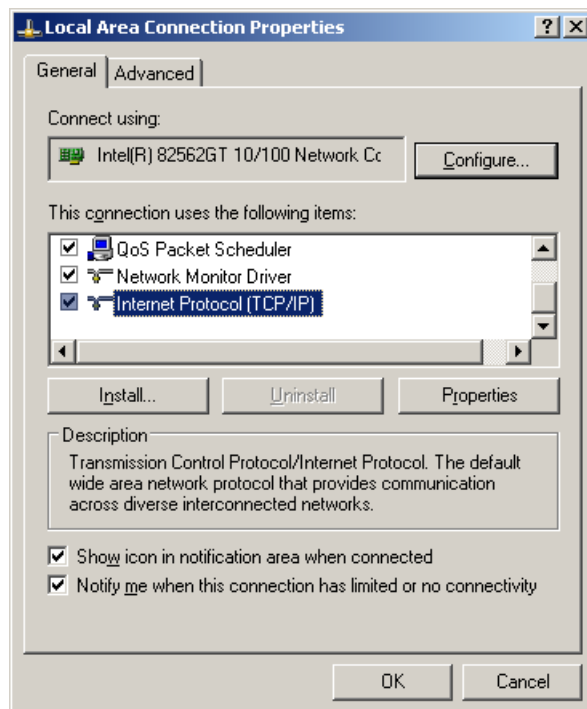 Local Area Connection Properties
General Advanced
Connect using:
Intel(R) 82562GT 10/100 Network Cc
Configure...
This connection uses the following items:
QoS Packet Scheduler
Network Monitor Driver
Internet Protocol (TCP/IP)
Install... Uninstall Properties
Description
Transmission Control Protocol/Internet Protocol. The default
wide area network protocol that provides communication
across diverse interconnected networks.
Show icon in notification area when connected
Notify me when this connection has limited or no connectivity
OK Cancel